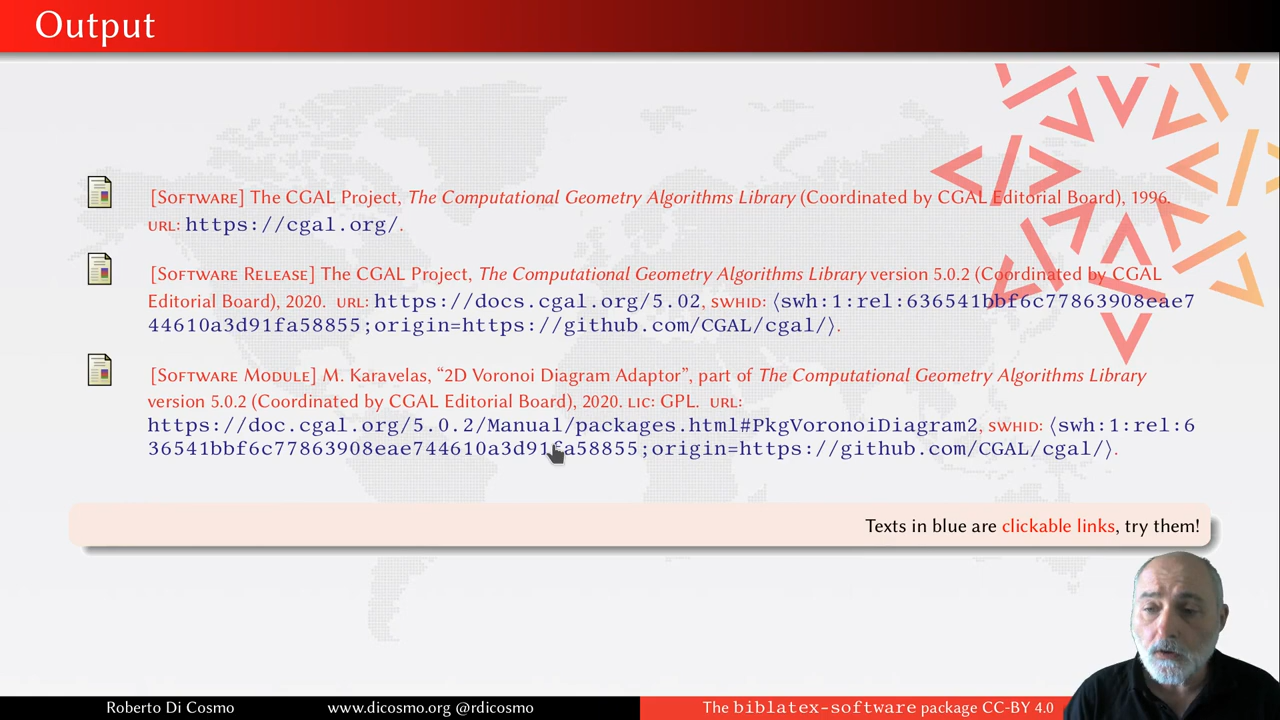 Output
[Software] The CGAL Project, The Computational Geometry Algorithms Library (Coordinated by CGAL Editorial Board), 1996.
URL: https://cgal.org/.
[Software Release] The CGAL Project, The Computational Geometry Algorithms Library version 5.0.2 (Coordinated by CGAL
Editorial Board), 2020. URL: https://docs.cgal.org/5.02, SWHID: ⟨swh:1:rel:636541bbf6c77863908eae7
44610a3d91fa58855;origin=https://github.com/CGAL/cgal/⟩.
[Software Module] M. Karavelas, “2D Voronoi Diagram Adaptor”, part of The Computational Geometry Algorithms Library
version 5.0.2 (Coordinated by CGAL Editorial Board), 2020. LIC: GPL. URL:
https://doc.cgal.org/5.0.2/Manual/packages.html#PkgVoronoiDiagram2, SWHID: ⟨swh:1:rel:6
36541bbf6c77863908eae744610a3d91fa58855;origin=https://github.com/CGAL/cgal/⟩.
Texts in blue are clickable links, try them!
Roberto Di Cosmo www.dicosmo.org @rdicosmo The biblatex-software package CC-BY 4.0